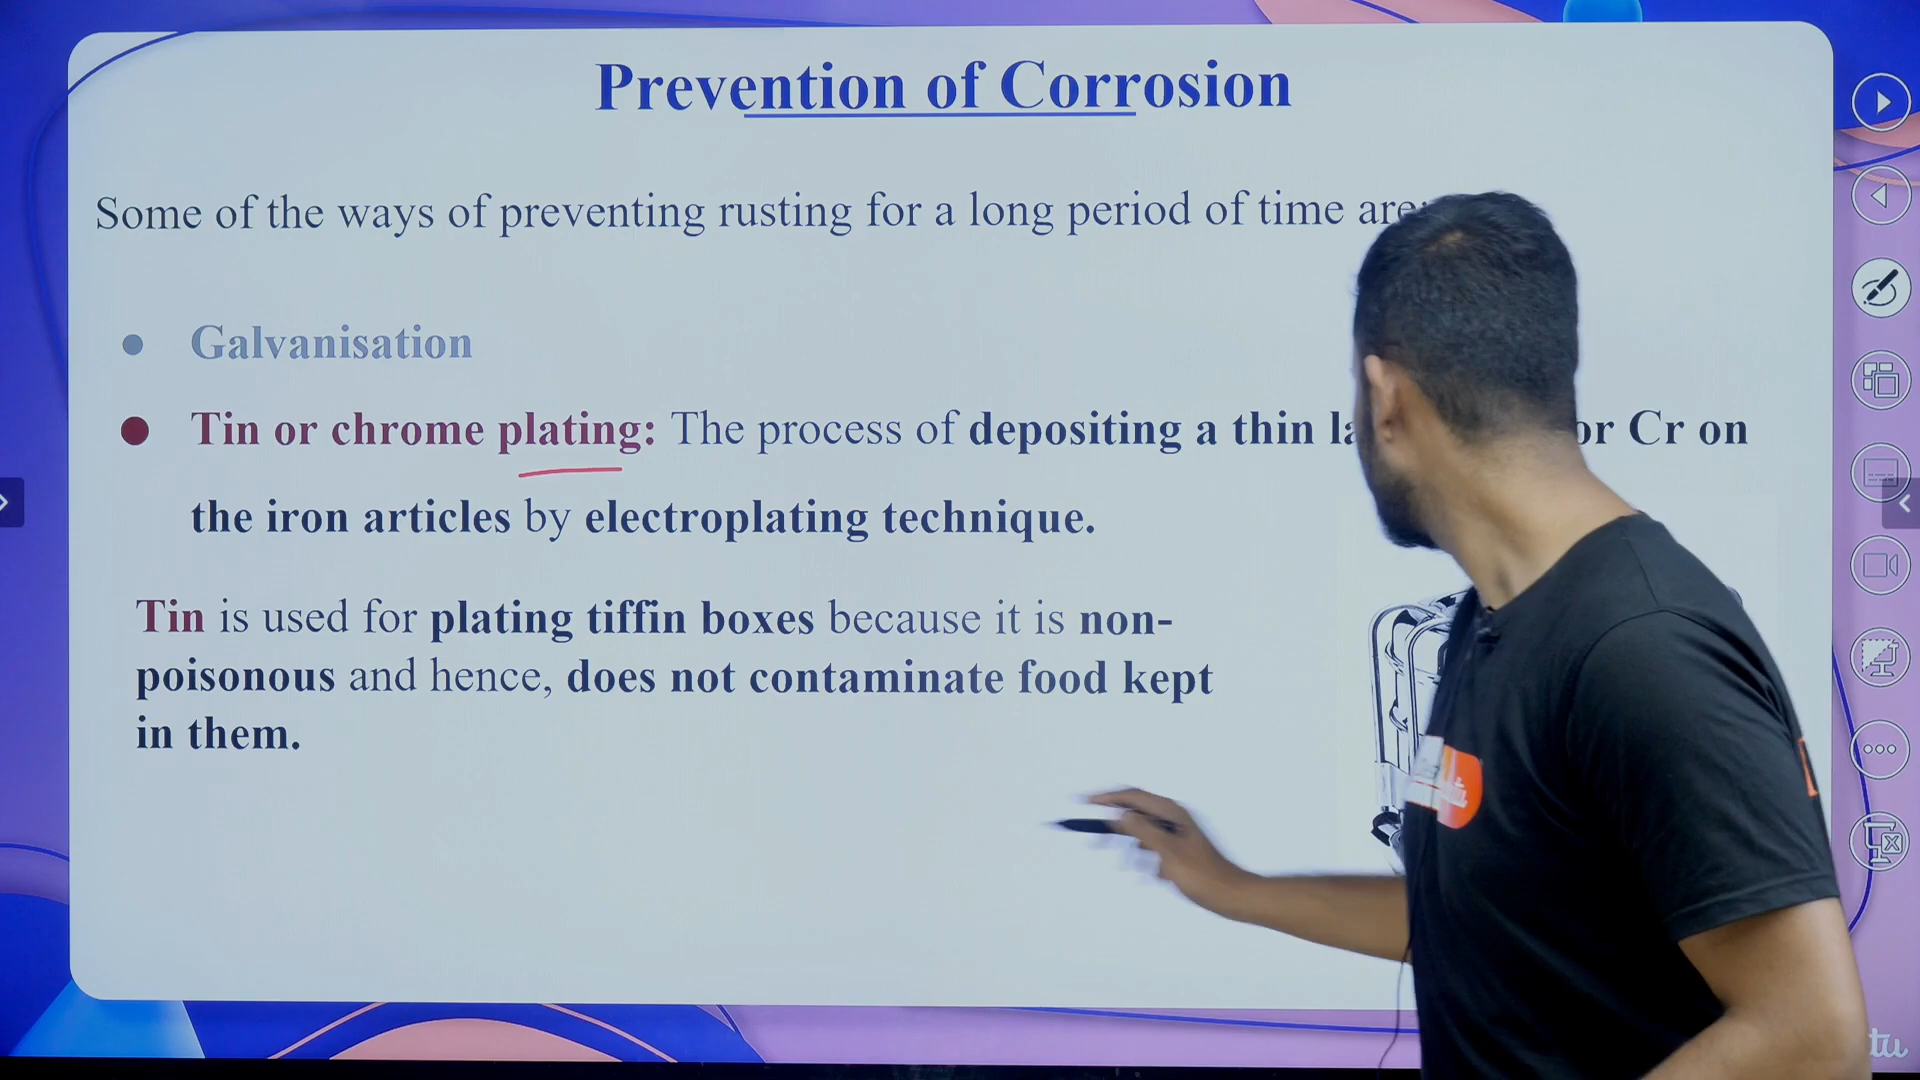 Prevention of Corrosion
Some of the ways of preventing rusting for a long period of time are
Galvanisation
Tin or chrome plating: The process of depositing a thin or Cr on
the iron articles by electroplating technique.
Tin is used for plating tiffin boxes because it is non-
poisonous and hence, does not contaminate food kept
in them.
tu